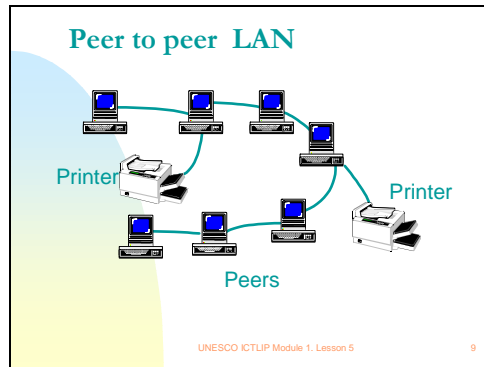 Peer to peer LAN
Printer
Printer
Peers
UNESCO ICTLIP Module 1. Lesson 5
9